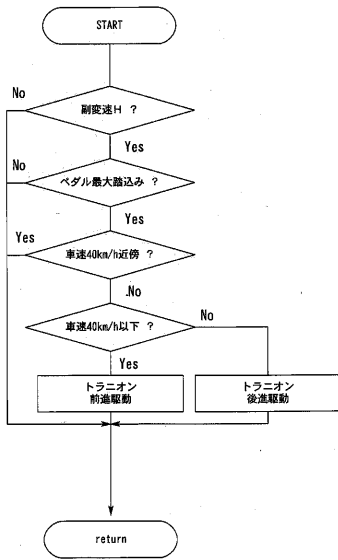 START
No
副変速H ?
Yes
No
ペダル最大踏込み ?
Yes
Yes
車速40km/h近傍 ?
.No
車速40km/h以下 ?
No
Yes
トラニオン
前進駆動
トラニオン
後進駆動
return